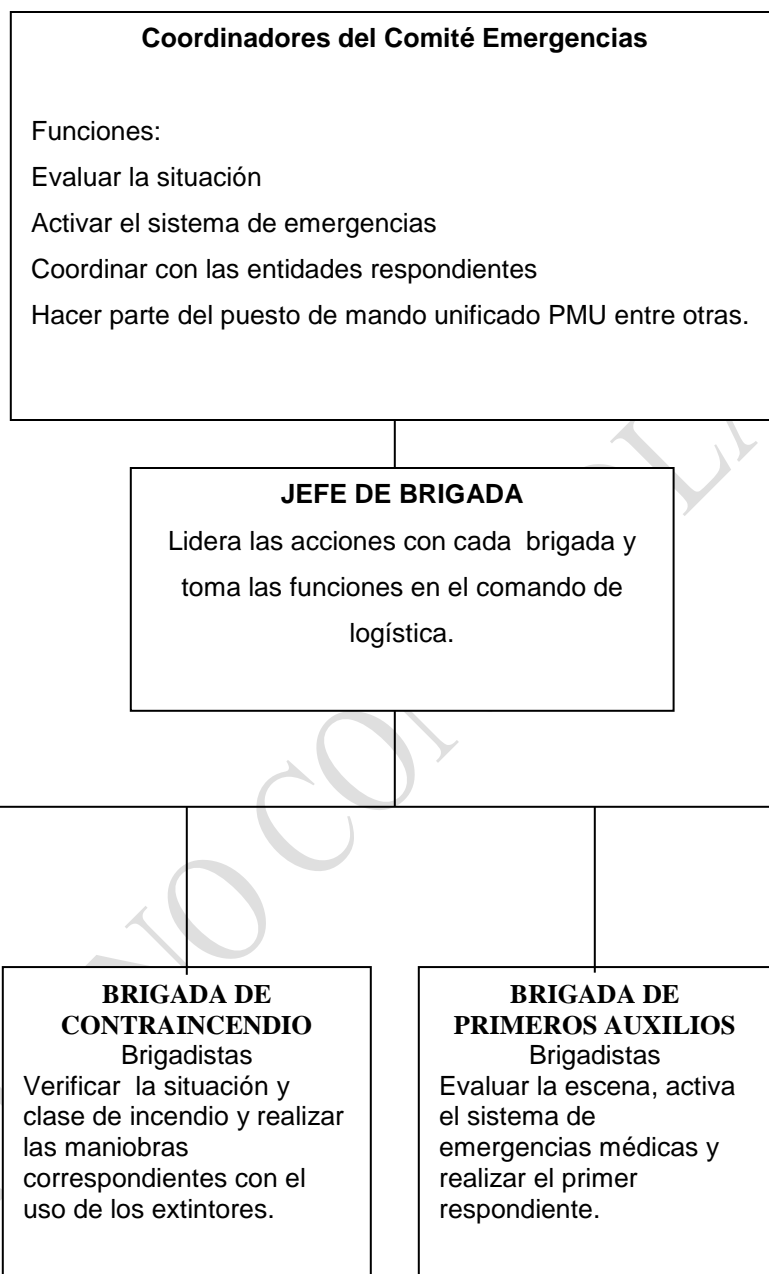 Coordinadores del Comité Emergencias
Funciones:
Evaluar la situación
Activar el sistema de emergencias
Coordinar con las entidades respondientes
Hacer parte del puesto de mando unificado PMU entre otras.
JEFE DE BRIGADA
Lidera las acciones con cada  brigada y
toma las funciones en el comando de
logística.
BRIGADA DE
CONTRAINCENDIO
Brigadistas
Verificar  la situación y
clase de incendio y realizar
las maniobras
correspondientes con el
uso de los extintores.
BRIGADA DE
PRIMEROS AUXILIOS
Brigadistas
Evaluar la escena, activa
el sistema de
emergencias médicas y
realizar el primer
respondiente.
NO